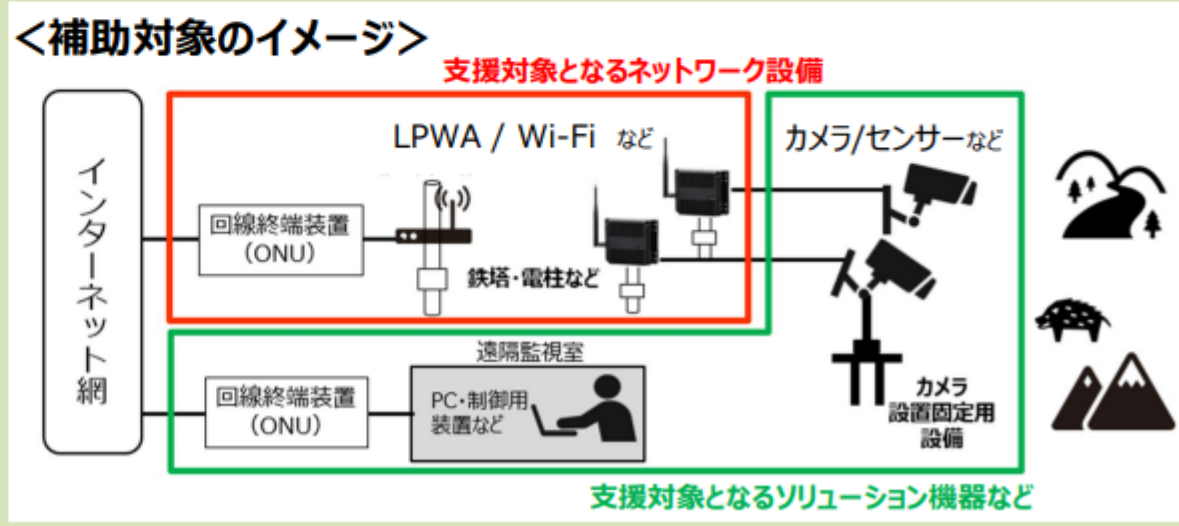 ＜補助対象のイメージ＞
支援対象となるネットワーク設備
LPWA / Wi-Fi など
カメラ/センサーなど
インターネット網
回線終端装置
（ONU）
鉄塔・電柱など
遠隔監視室
回線終端装置
（ONU）
PC・制御用
装置など
カメラ
設置固定用
設備
支援対象となるソリューション機器など